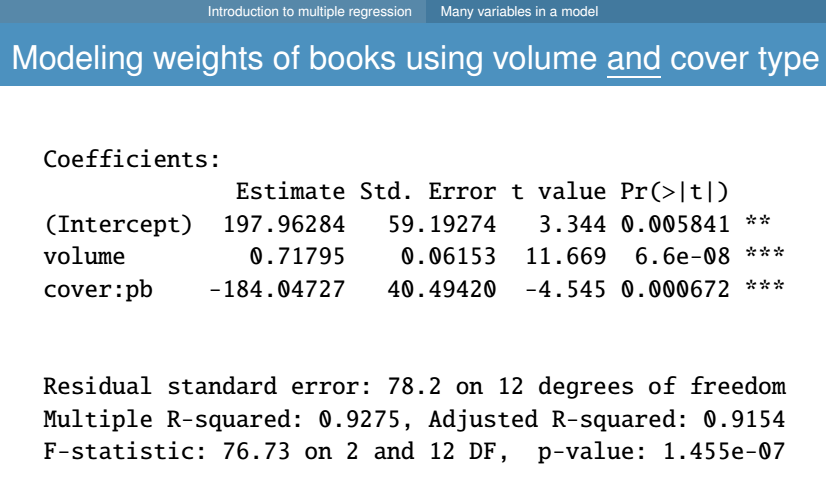 Introduction to multiple regression Many variables in a model
Modeling weights of books using volume and cover type
Coefficients:
Estimate Std. Error t value Pr(>|t|)
(Intercept) 197.96284 59.19274 3.344 0.005841 **
volume 0.71795 0.06153 11.669 6.6e-08 ***
cover:pb -184.04727 40.49420 -4.545 0.000672 ***
Residual standard error: 78.2 on 12 degrees of freedom
Multiple R-squared: 0.9275, Adjusted R-squared: 0.9154
F-statistic: 76.73 on 2 and 12 DF, p-value: 1.455e-07